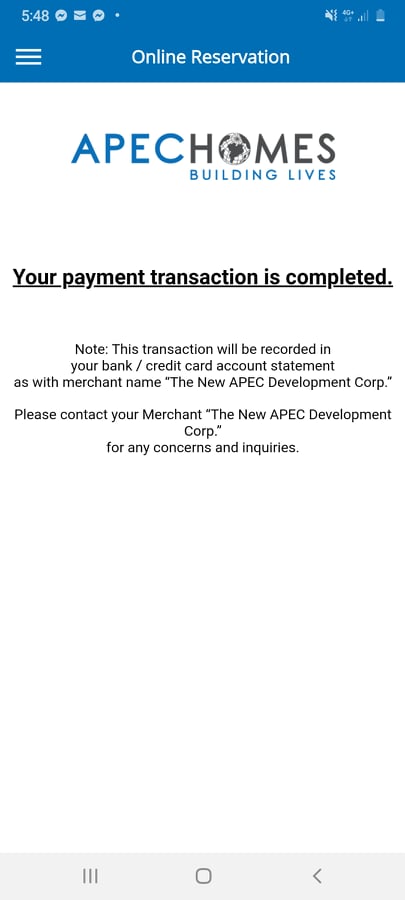 5:48
4G+
Online Reservation
APECHOMES
BUILDING LIVES
Your payment transaction is completed.
Note: This transaction will be recorded in
your bank / credit card account statement
as with merchant name “The New APEC Development Corp.”
Please contact your Merchant “The New APEC Development
Corp.”
for any concerns and inquiries.